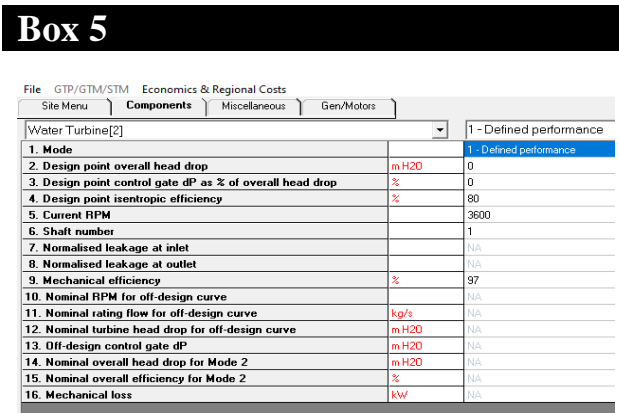 Box 5
File GTP/GTM/STM Economics & Regional Costs
Site Menu Components Miscellaneous Gen/Motors
Water Turbine[2] 1 - Defined performance
1. Mode 1 - Defined performance
2. Design point overall head drop m H2O 0
3. Design point control gate dP as % of overall head drop % 0
4. Design point isentropic efficiency % 80
5. Current RPM 3600
6. Shaft number 1
7. Normalised leakage at inlet NA
8. Normalised leakage at outlet NA
9. Mechanical efficiency % 97
10. Nominal RPM for off-design curve NA
11. Nominal rating flow for off-design curve kg/s NA
12. Nominal turbine head drop for off-design curve m H2O NA
13. Off-design control gate dP m H2O NA
14. Nominal overall head drop for Mode 2 m H2O NA
15. Nominal overall efficiency for Mode 2 % NA
16. Mechanical loss kW NA